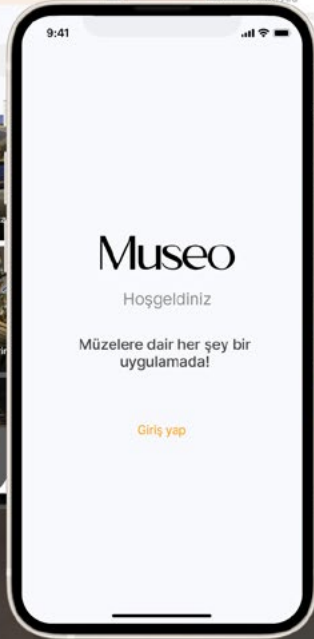 9:41
Museo
Hoşgeldiniz
Müzelere dair her şey bir
uygulamada!
Giriş yap